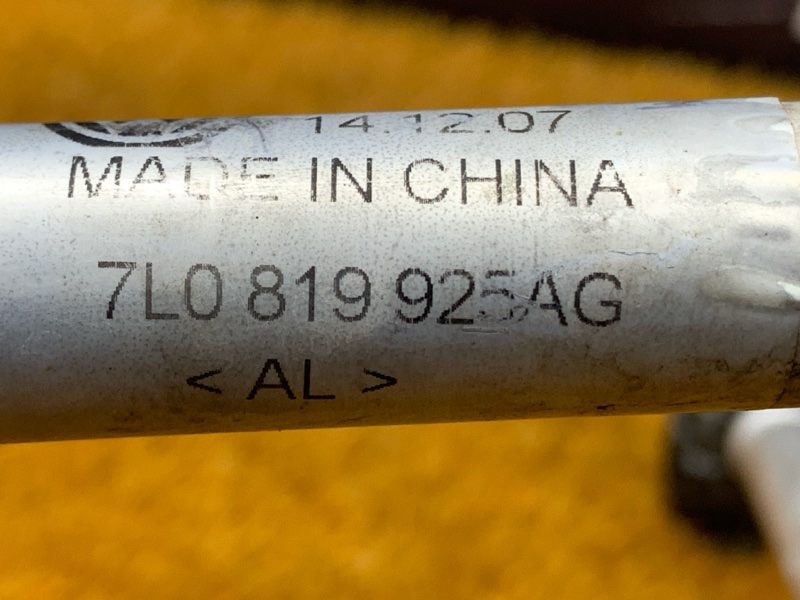 14.12.07
MADE IN CHINA
7L0 819 925AG
< AL >